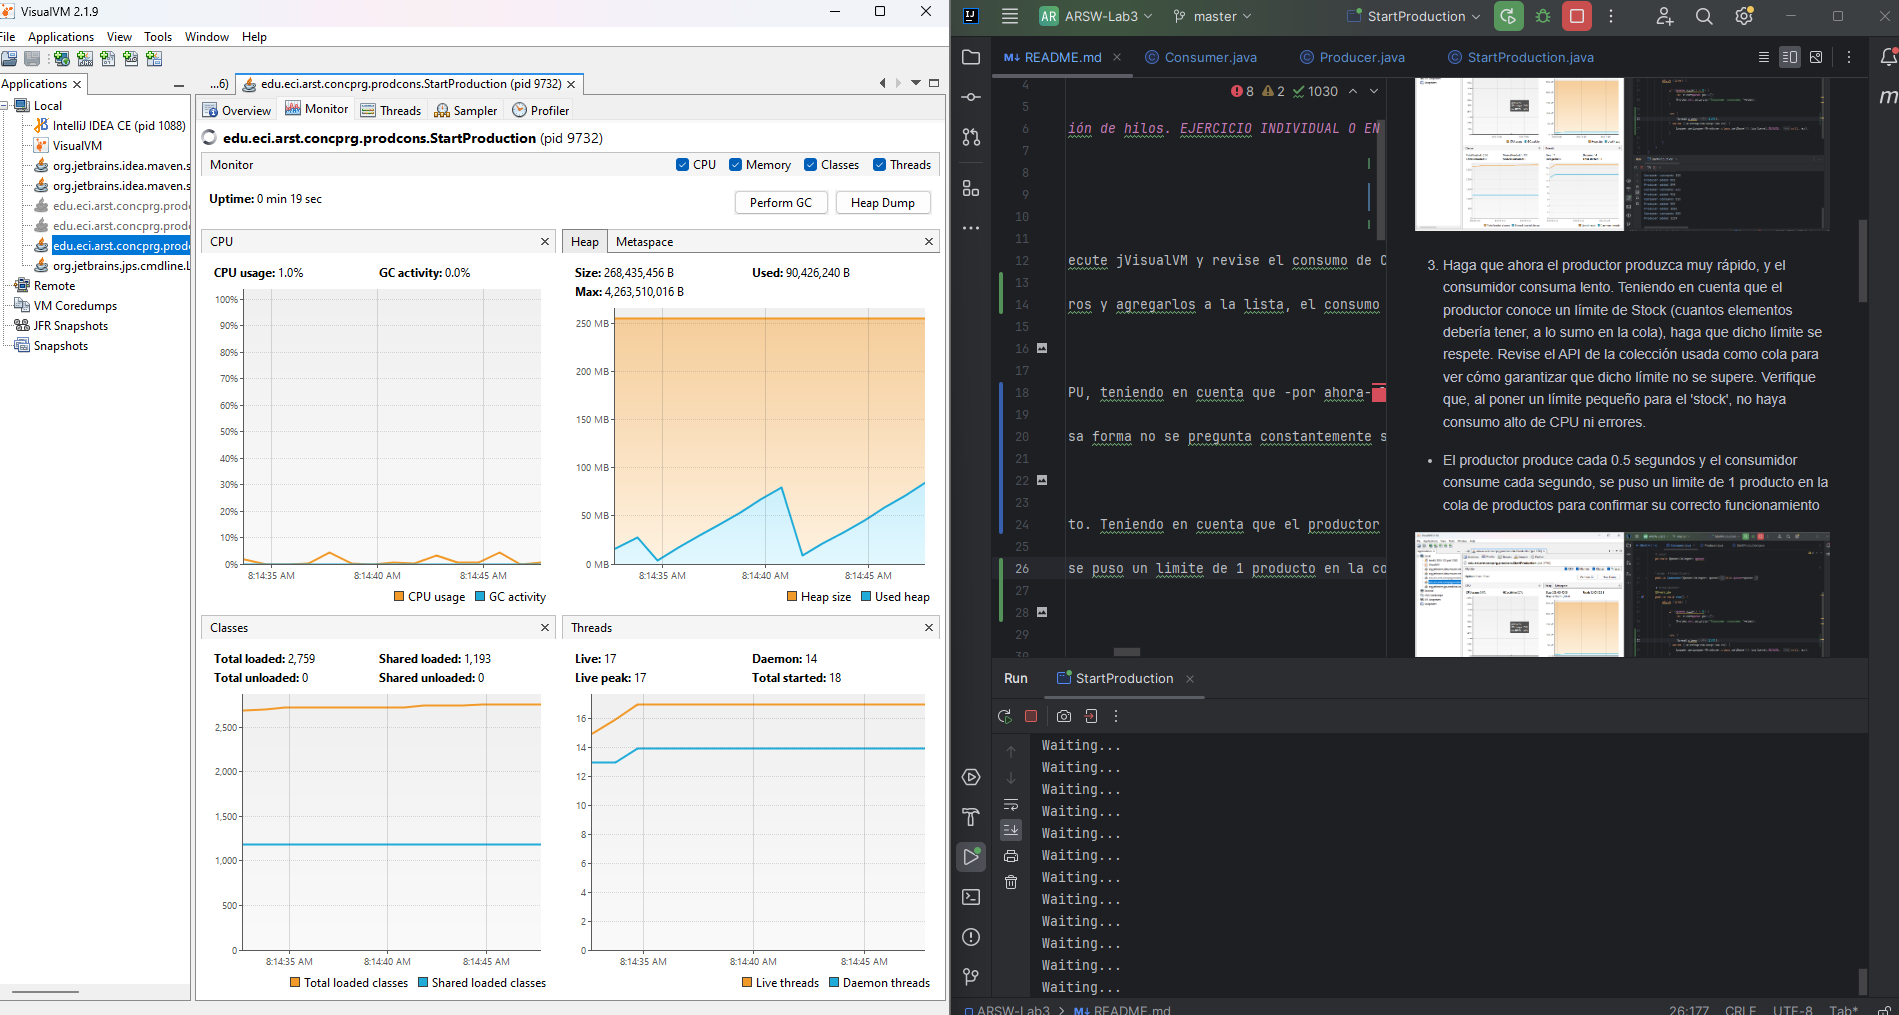 VisualVM 2.1.9
File Applications View Tools Window Help
Applications
Local
IntelliJ IDEA CE (pid 1088)
VisualVM
org.jetbrains.idea.maven.s
org.jetbrains.idea.maven.s
edu.eci.arst.concprg.prod
edu.eci.arst.concprg.prod
edu.eci.arst.concprg.prod
org.jetbrains.jps.cmdline.L
Remote
VM Coredumps
JFR Snapshots
Snapshots
...6) edu.eci.arst.concprg.prodcons.StartProduction (pid 9732)
Overview Monitor Threads Sampler Profiler
edu.eci.arst.concprg.prodcons.StartProduction (pid 9732)
Monitor CPU Memory Classes Threads
Uptime: 0 min 19 sec Perform GC Heap Dump
CPU
CPU usage: 1.0% GC activity: 0.0%
100%
90%
80%
70%
60%
50%
40%
30%
20%
10%
0%
8:14:35 AM 8:14:40 AM 8:14:45 AM
CPU usage GC activity
Heap Metaspace
Size: 268,435,456 B Used: 90,426,240 B
Max: 4,263,510,016 B
250 MB
200 MB
150 MB
100 MB
50 MB
0 MB
8:14:35 AM 8:14:40 AM 8:14:45 AM
Heap size Used heap
Classes
Total loaded: 2,759 Shared loaded: 1,193
Total unloaded: 0 Shared unloaded: 0
2,500
2,000
1,500
1,000
500
0
8:14:35 AM 8:14:40 AM 8:14:45 AM
Total loaded classes Shared loaded classes
Threads
Live: 17 Daemon: 14
Live peak: 17 Total started: 18
16
14
12
10
8
6
4
2
0
8:14:35 AM 8:14:40 AM 8:14:45 AM
Live threads Daemon threads
AR ARSW-Lab3 master StartProduction
README.md Consumer.java Producer.java StartProduction.java
8 2 1030
4
5
6 ión de hilos. EJERCICIO INDIVIDUAL O EN
7
8
9
10
11
12 ecute jVisualVM y revise el consumo de C
13
14 ros y agregarlos a la lista, el consumo
15
16
17
18 PU, teniendo en cuenta que -por ahora-
19
20 sa forma no se pregunta constantemente s
21
22
23
24 to. Teniendo en cuenta que el productor
25
26 se puso un limite de 1 producto en la co
27
28
29
30
3. Haga que ahora el productor produzca muy rápido, y el
consumidor consuma lento. Teniendo en cuenta que el
productor conoce un límite de Stock (cuantos elementos
debería tener, a lo sumo en la cola), haga que dicho límite se
respete. Revise el API de la colección usada como cola para
ver cómo garantizar que dicho límite no se supere. Verifique
que, al poner un límite pequeño para el 'stock', no haya
consumo alto de CPU ni errores.
• El productor produce cada 0.5 segundos y el consumidor
consume cada segundo, se puso un limite de 1 producto en la
cola de productos para confirmar su correcto funcionamiento
Run StartProduction
Waiting...
Waiting...
Waiting...
Waiting...
Waiting...
Waiting...
Waiting...
Waiting...
Waiting...
Waiting...
Waiting...
Waiting...
ARSW-Lab3 > README.md 26:177 CRLF UTF-8 Tab*